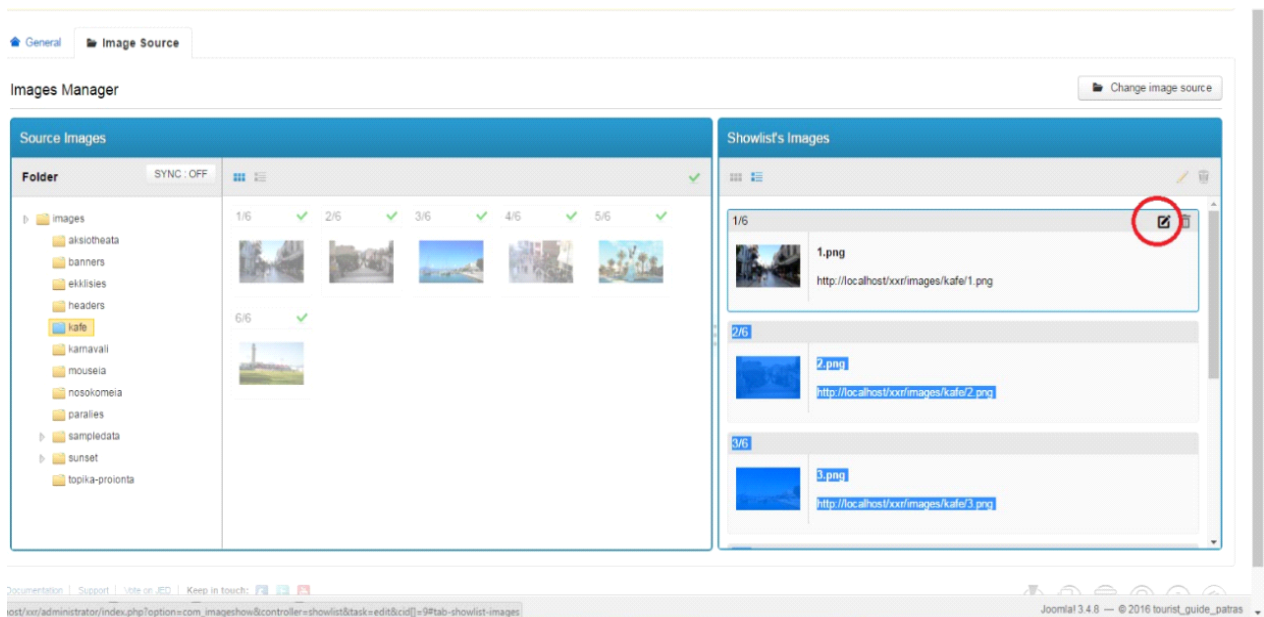 General Image Source
Images Manager
Change image source
Source Images
Folder SYNC : OFF
images
aksiotheata
banners
ekklisies
headers
kafe
karnavali
mouseia
nosokomeia
paralies
sampledata
sunset
topika-proionta
1/6 2/6 3/6 4/6 5/6
6/6
Showlist's Images
1/6
1.png
http://localhost/xxr/images/kafe/1.png
2/6
2.png
http://localhost/xxr/images/kafe/2.png
3/6
3.png
http://localhost/xxr/images/kafe/3.png
Documentation | Support | Vote on JED | Keep in touch:
ost/xxr/administrator/index.php?option=com_imageshow&controller=showlist&task=edit&cid[]=9#tab-showlist-images
Joomla! 3.4.8 — © 2016 tourist_guide_patras